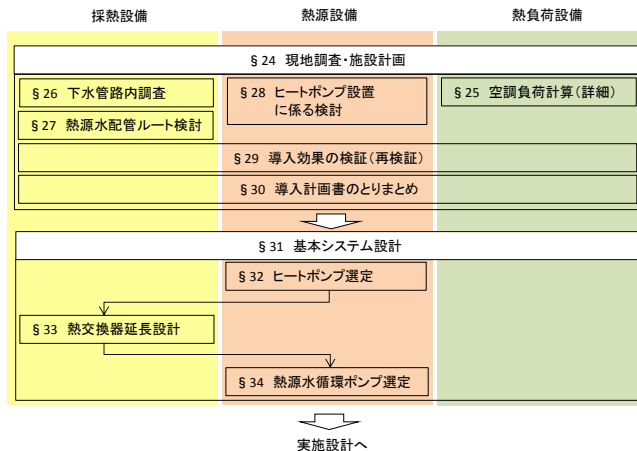 採熱設備
熱源設備
熱負荷設備
§24 現地調査・施設計画
§26 下水管路内調査
§28 ヒートポンプ設置
に係る検討
§25 空調負荷計算(詳細)
§27 熱源水配管ルート検討
§29 導入効果の検証(再検証)
§30 導入計画書のとりまとめ
§31 基本システム設計
§32 ヒートポンプ選定
§33 熱交換器延長設計
§34 熱源水循環ポンプ選定
実施設計へ